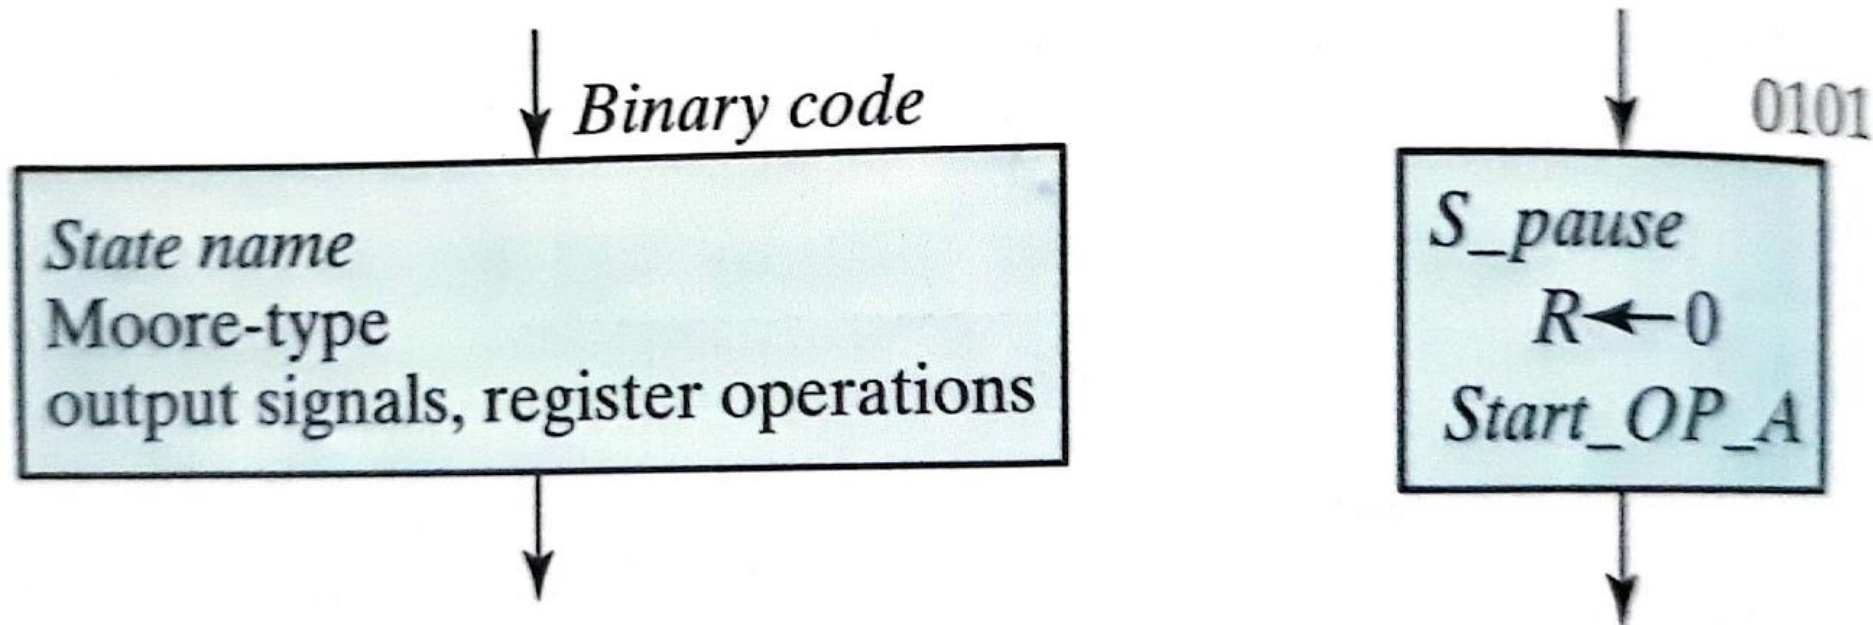 Binary code
State name
Moore-type
output signals, register operations
0101
S_pause
R←0
Start_OP_A